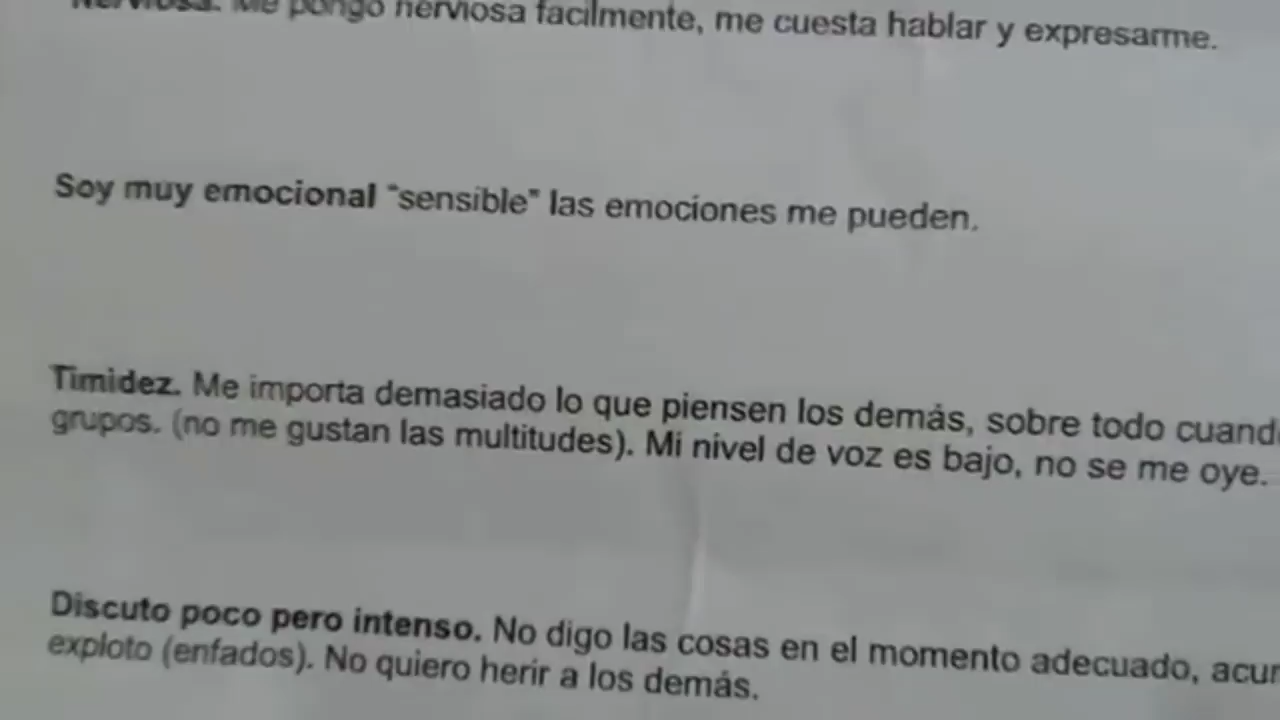 Nerviosa. Me pongo nerviosa facilmente, me cuesta hablar y expresarme.
Soy muy emocional "sensible" las emociones me pueden.
Timidez. Me importa demasiado lo que piensen los demás, sobre todo
grupos. (no me gustan las multitudes). Mi nivel de voz es bajo, no se me oye.
Discuto poco pero intenso. No digo las cosas en el momento adecuado,
exploto (enfados). No quiero herir a los demás.